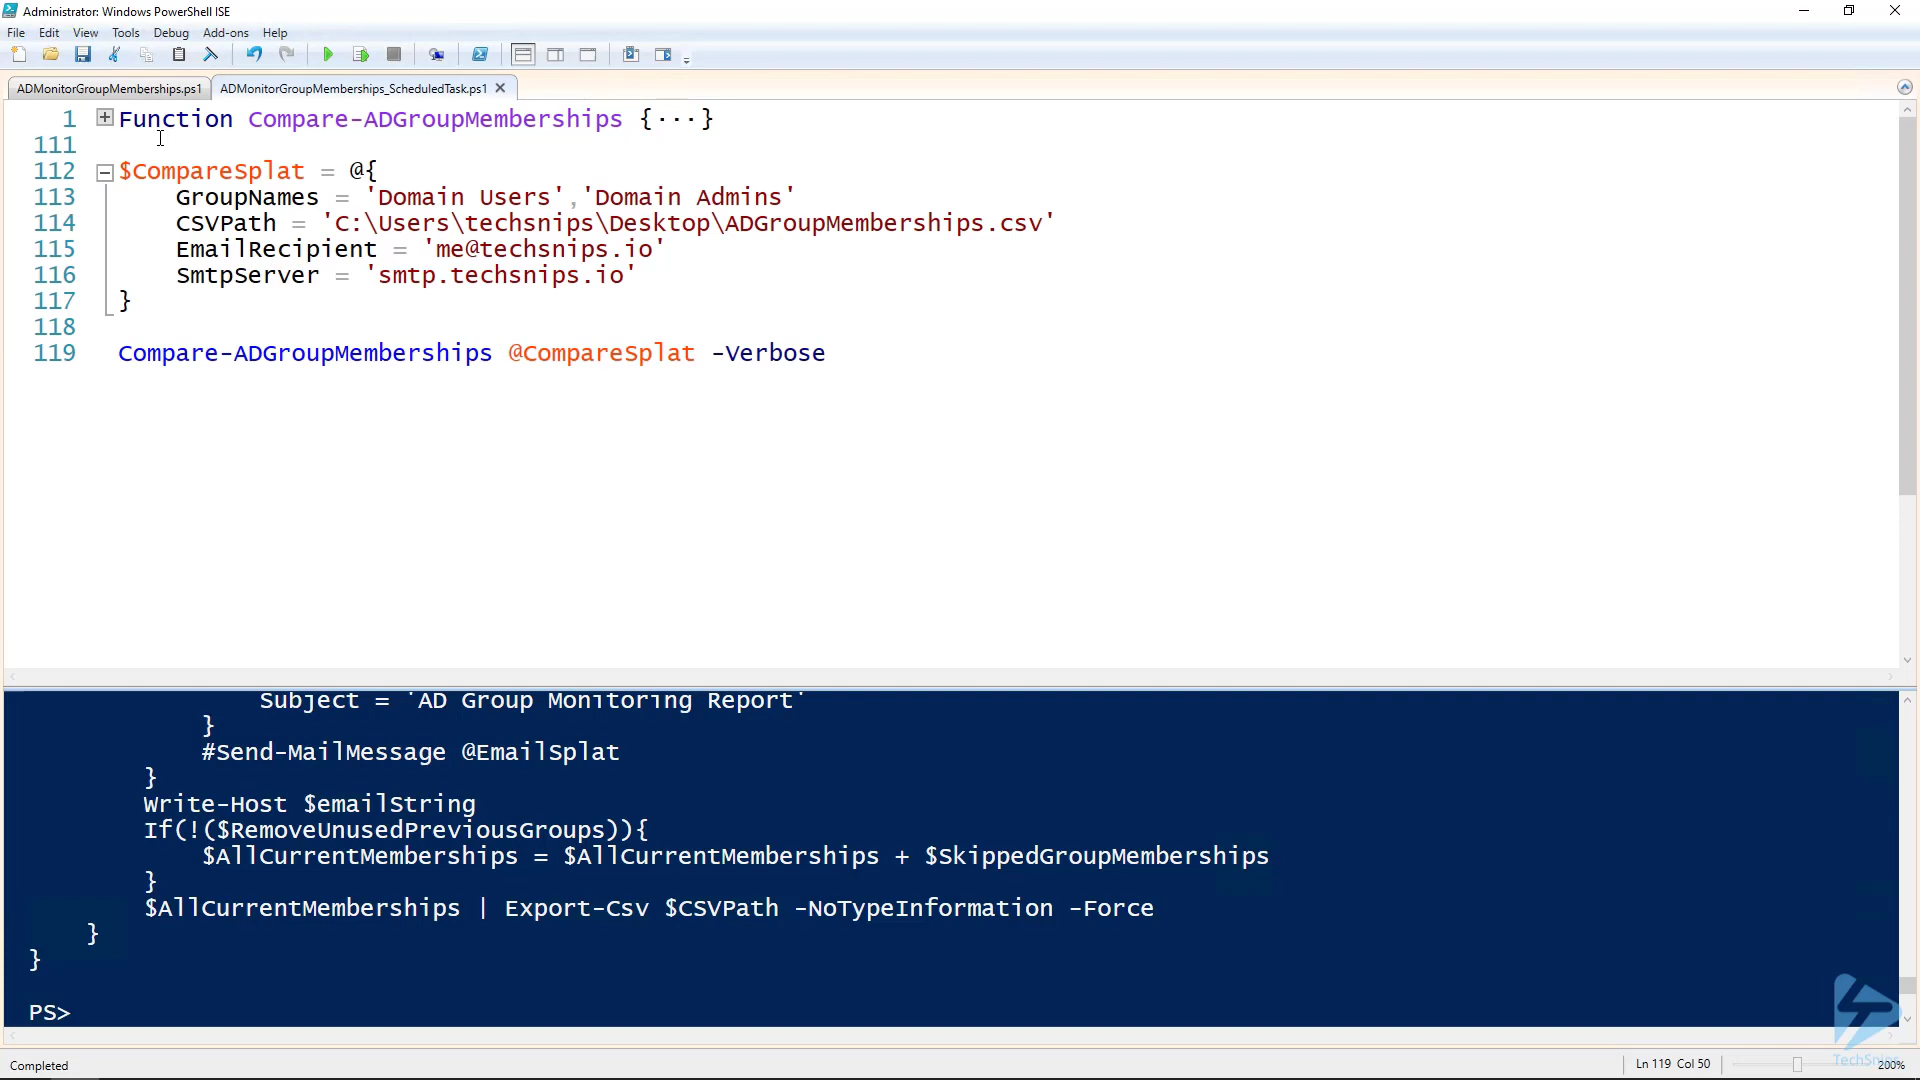 Administrator: Windows PowerShell ISE
File Edit View Tools Debug Add-ons Help
ADMonitorGroupMemberships.ps1 ADMonitorGroupMemberships_ScheduledTask.ps1
1 Function Compare-ADGroupMemberships {...}
111
112 $CompareSplat = @{
113 GroupNames = 'Domain Users','Domain Admins'
114 CSVPath = 'C:\Users\techsnips\Desktop\ADGroupMemberships.csv'
115 EmailRecipient = 'me@techsnips.io'
116 SmtpServer = 'smtp.techsnips.io'
117 }
118
119 Compare-ADGroupMemberships @CompareSplat -Verbose
Subject = 'AD Group Monitoring Report'
}
#Send-MailMessage @EmailSplat
}
Write-Host $emailString
If(!($RemoveUnusedPreviousGroups)){
$AllCurrentMemberships = $AllCurrentMemberships + $SkippedGroupMemberships
}
$AllCurrentMemberships | Export-Csv $CSVPath -NoTypeInformation -Force
}
}
PS>
TechSnips
Completed Ln 119 Col 50 200%